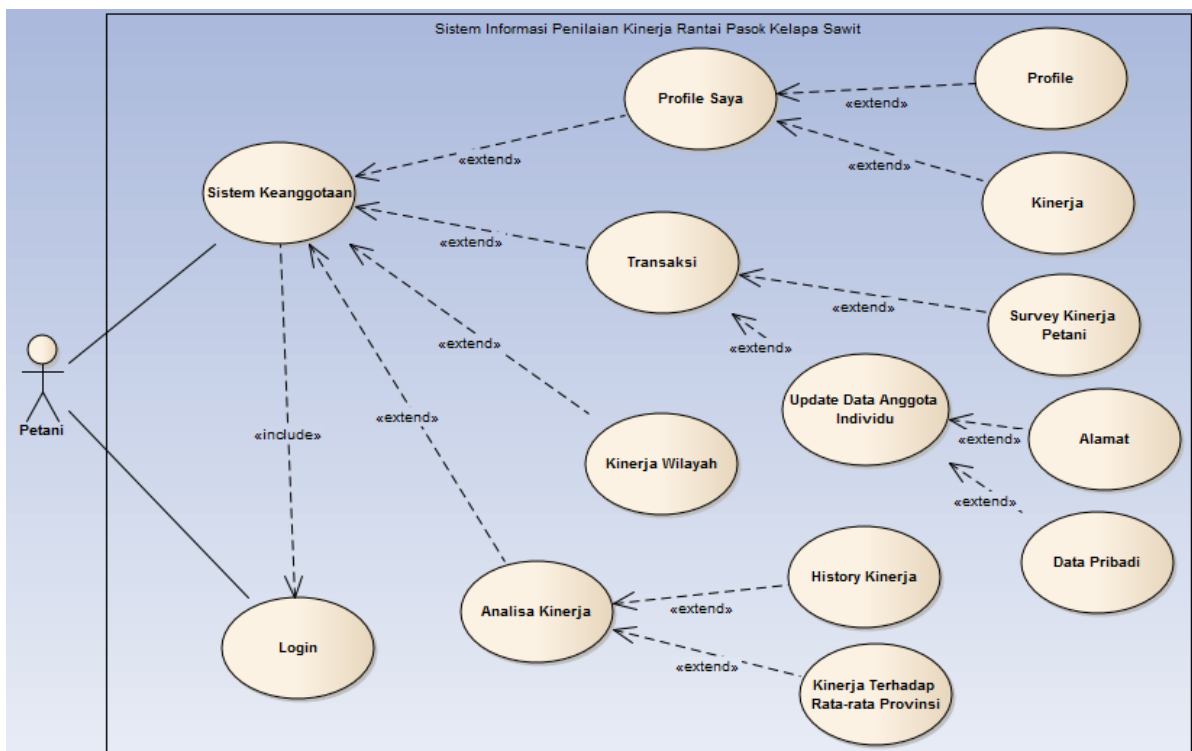 Sistem Informasi Penilaian Kinerja Rantai Pasok Kelapa Sawit
Profile Saya
Profile
«extend»
«extend»
«extend»
Sistem Keanggotaan
Kinerja
«extend»
Transaksi
«extend»
Survey Kinerja
Petani
«extend»
«extend»
Update Data Anggota
Individu
«extend»
Petani
«include»
«extend»
Alamat
Kinerja Wilayah
«extend»
Data Pribadi
History Kinerja
Analisa Kinerja
«extend»
Login
«extend»
Kinerja Terhadap
Rata-rata Provinsi